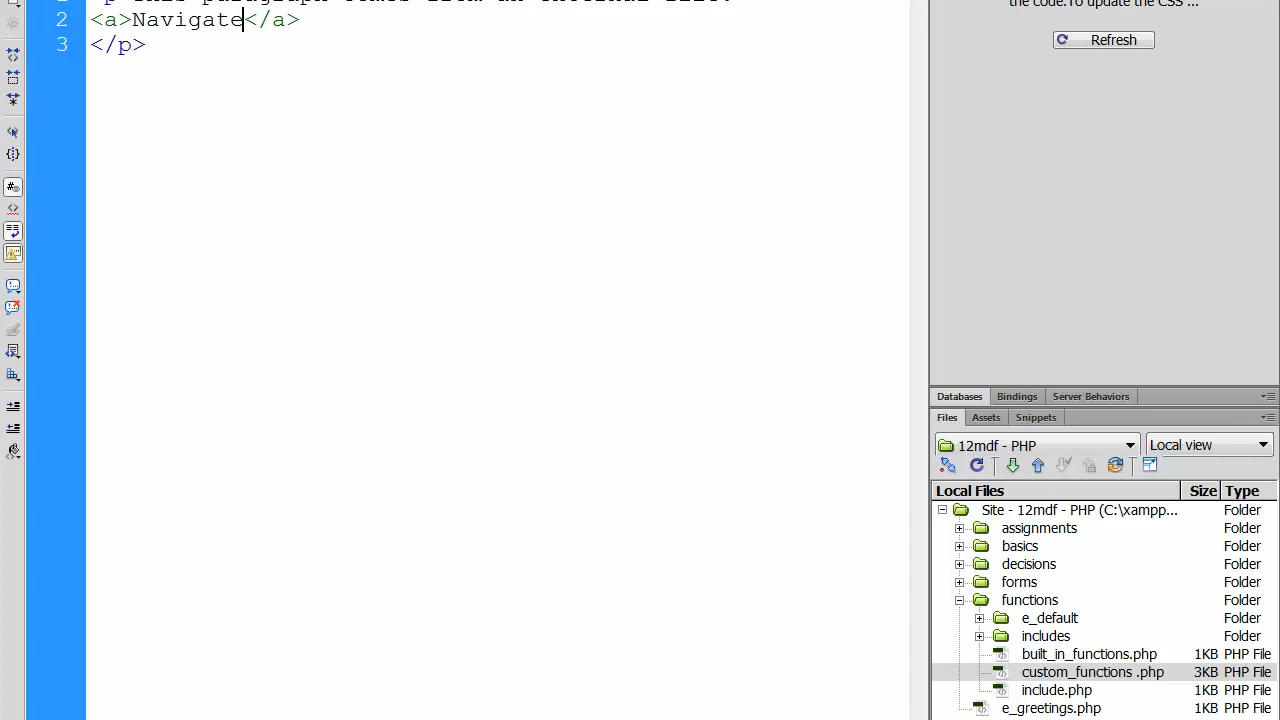 the code.To update the CSS ...
2 <a>Navigate</a>
3 </p>
Refresh
Databases Bindings Server Behaviors
Files Assets Snippets
12mdf - PHP Local view
Local Files Size Type
Site - 12mdf - PHP (C:\xampp... Folder
assignments Folder
basics Folder
decisions Folder
forms Folder
functions Folder
e_default Folder
includes Folder
built_in_functions.php 1KB PHP File
custom_functions .php 3KB PHP File
include.php 1KB PHP File
e_greetings.php 1KB PHP File